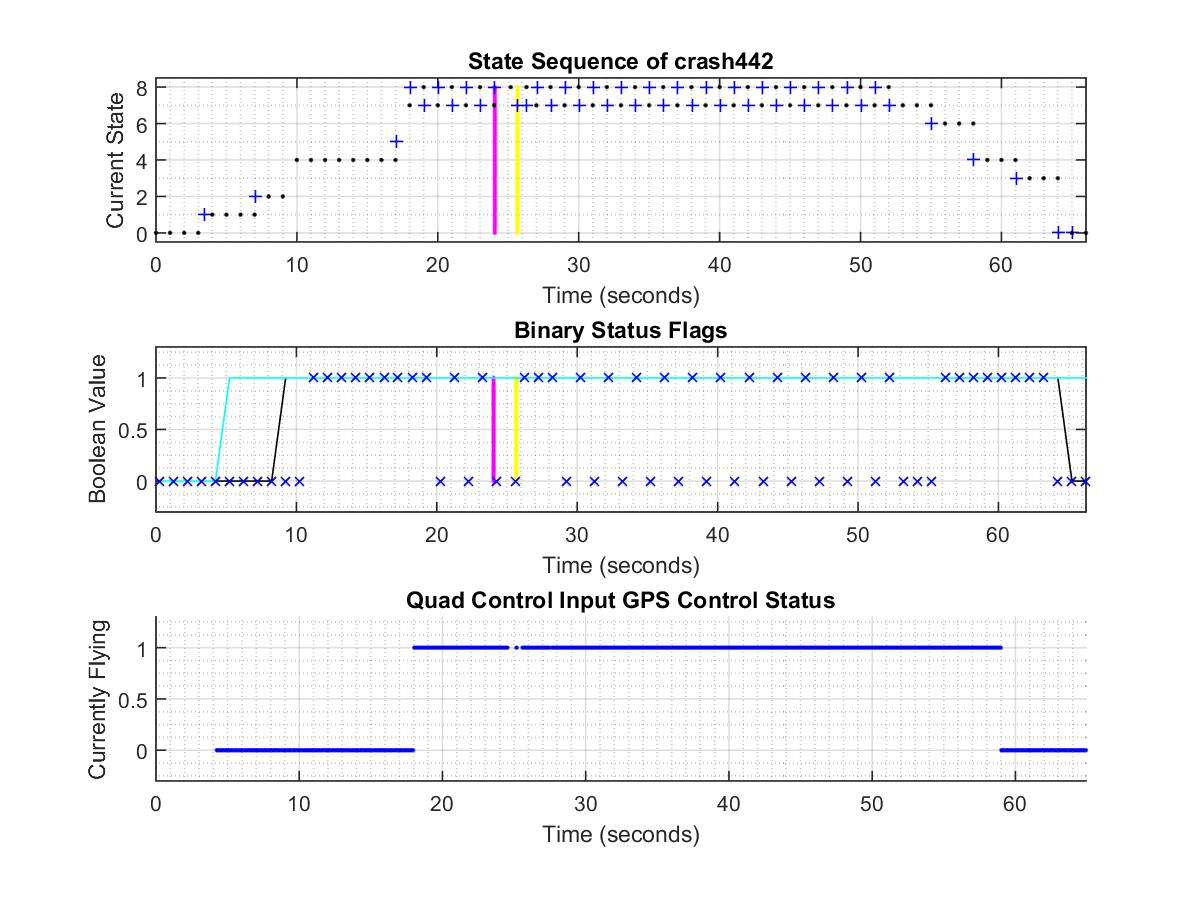 State Sequence of crash442
Current State
8
6
4
2
0
0 10 20 30 40 50 60
Time (seconds)
Binary Status Flags
Boolean Value
1
0.5
0
0 10 20 30 40 50 60
Time (seconds)
Quad Control Input GPS Control Status
Currently Flying
1
0.5
0
0 10 20 30 40 50 60
Time (seconds)